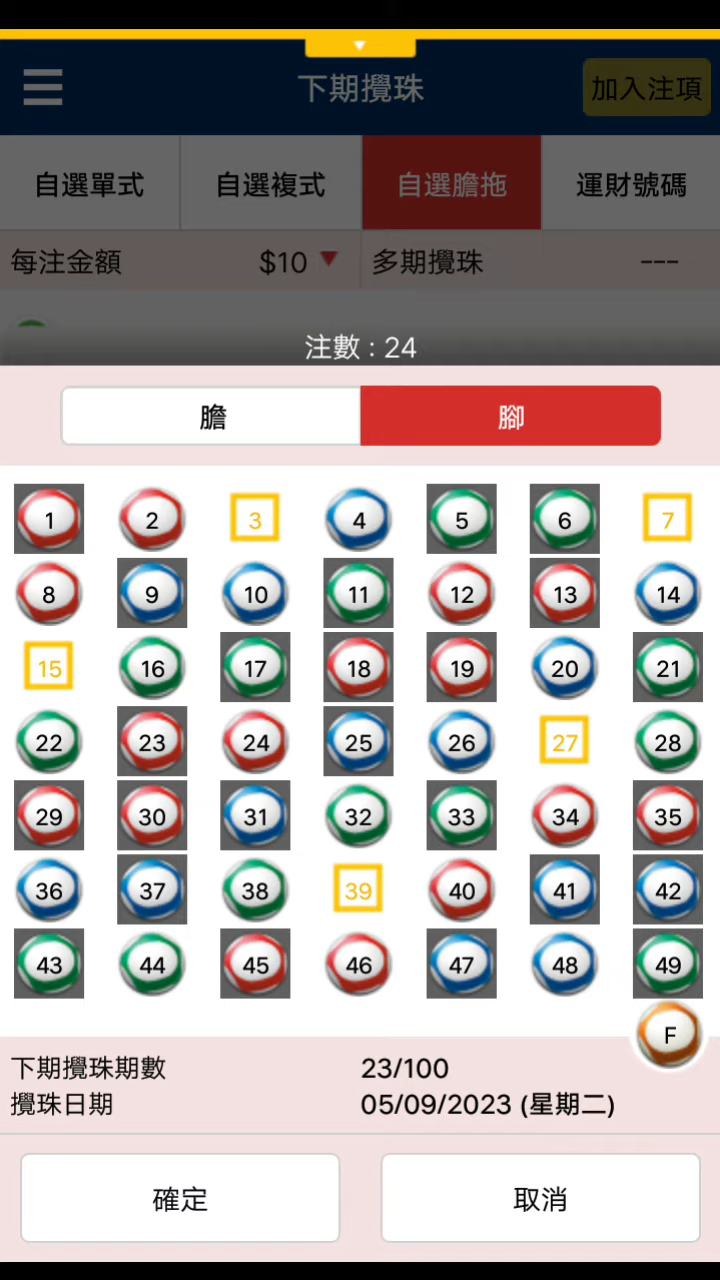 下期攪珠
加入注項
自選單式 自選複式 自選膽拖 運財號碼
每注金額 $10 多期攪珠 ---
注數 : 24
膽 腳
1 2 3 4 5 6 7
8 9 10 11 12 13 14
15 16 17 18 19 20 21
22 23 24 25 26 27 28
29 30 31 32 33 34 35
36 37 38 39 40 41 42
43 44 45 46 47 48 49
F
下期攪珠期數 23/100
攪珠日期 05/09/2023 (星期二)
確定 取消